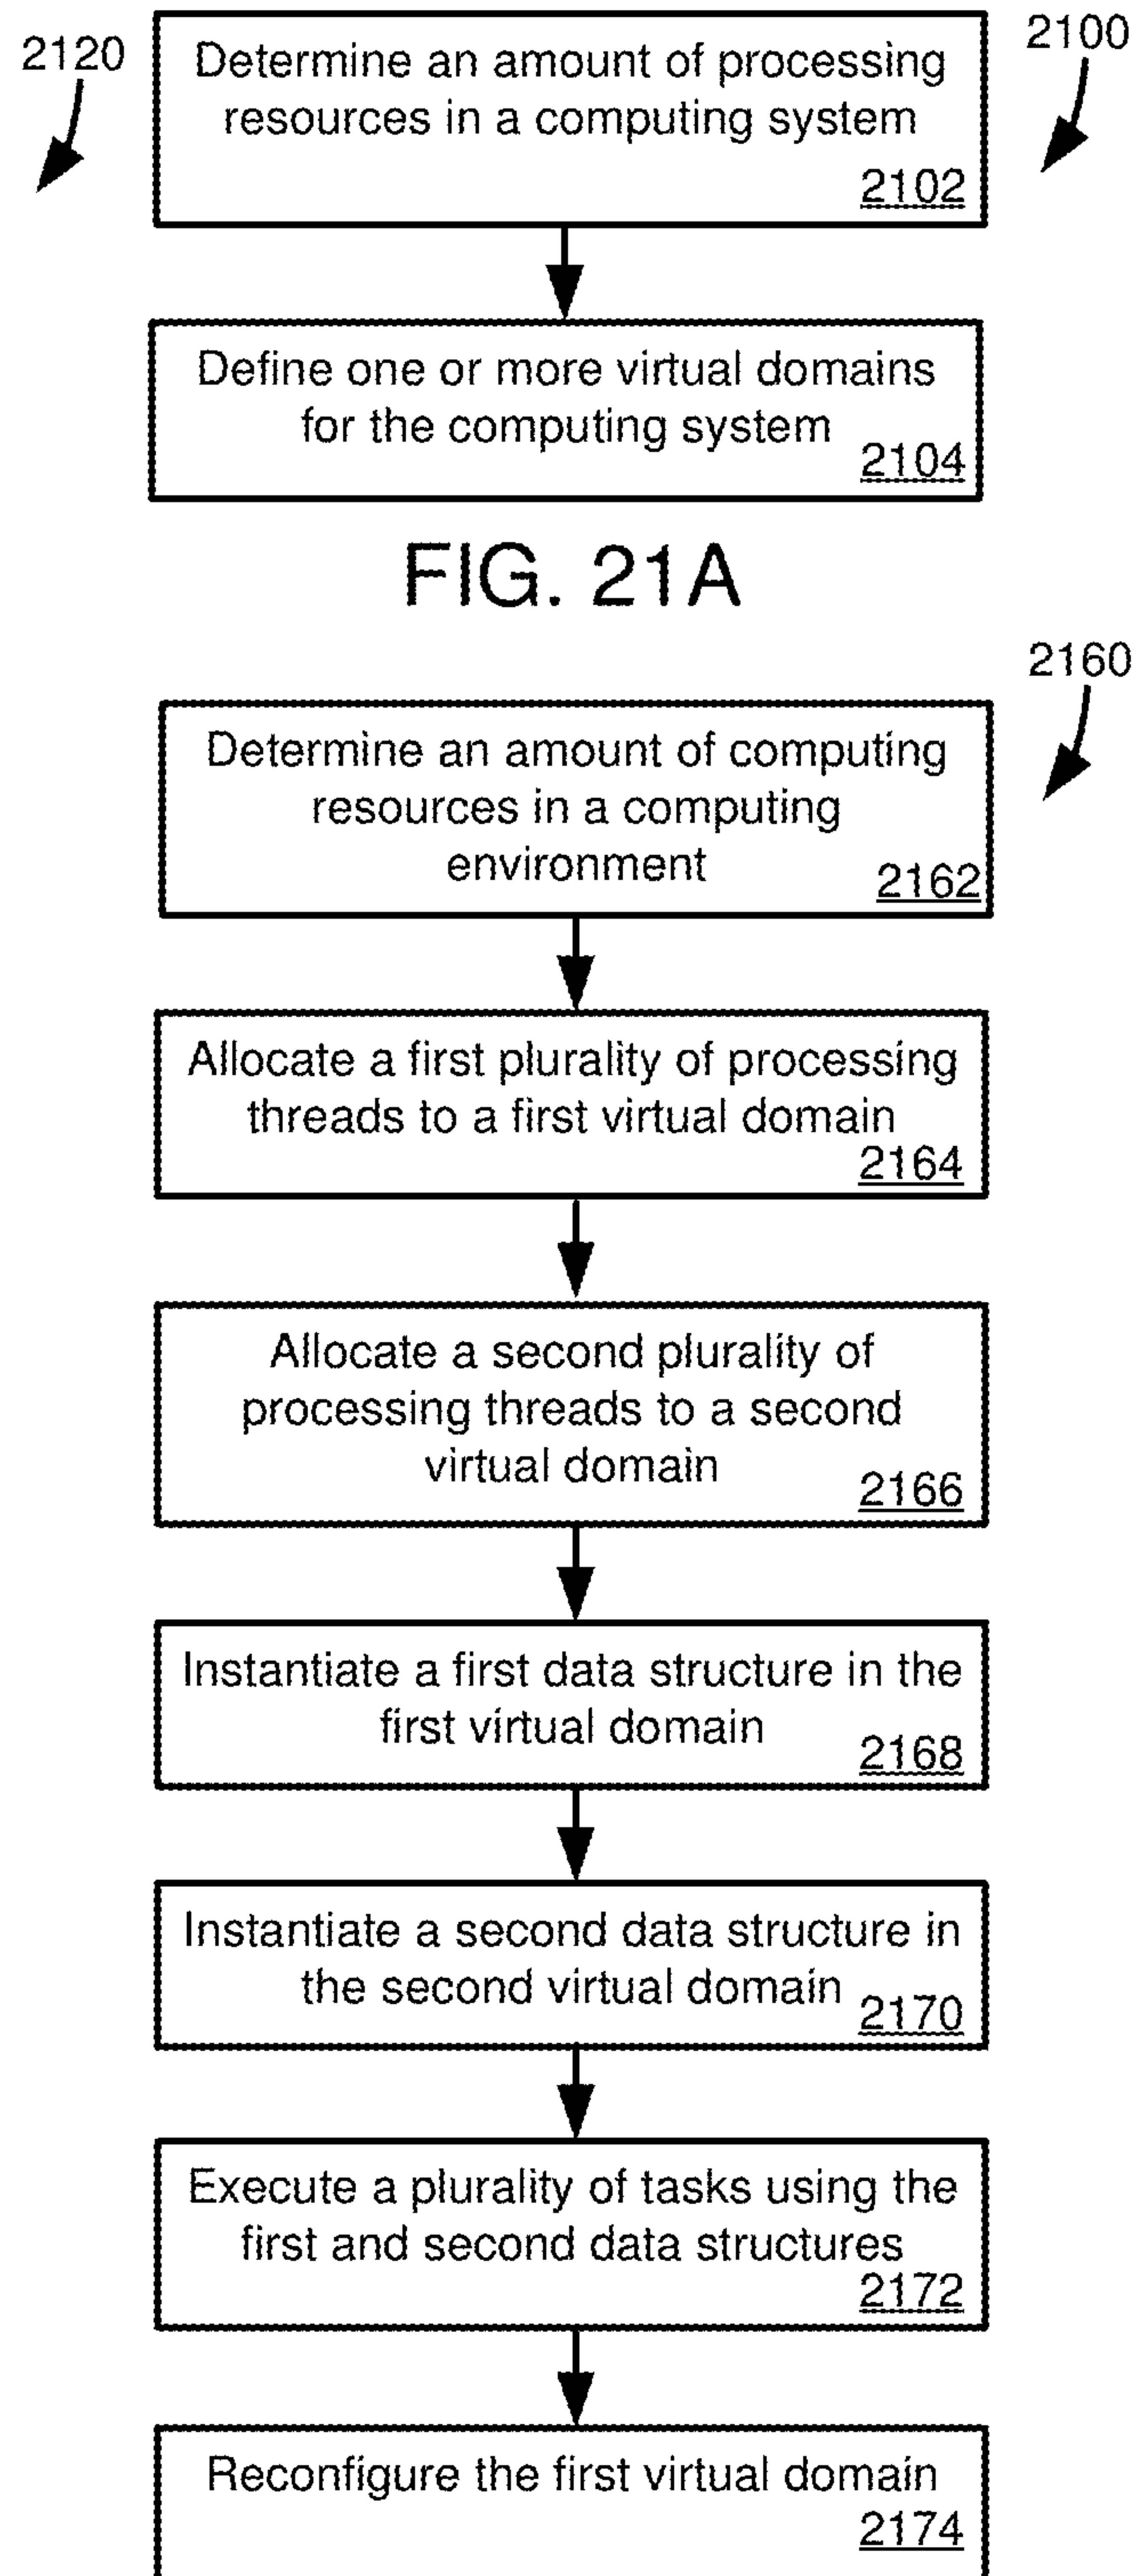 2120
2100
Determine an amount of processing
resources in a computing system
2102
Define one or more virtual domains
for the computing system
2104
FIG. 21A
2160
Determine an amount of computing
resources in a computing
environment
2162
Allocate a first plurality of processing
threads to a first virtual domain
2164
Allocate a second plurality of
processing threads to a second
virtual domain
2166
Instantiate a first data structure in the
first virtual domain
2168
Instantiate a second data structure in
the second virtual domain
2170
Execute a plurality of tasks using the
first and second data structures
2172
Reconfigure the first virtual domain
2174